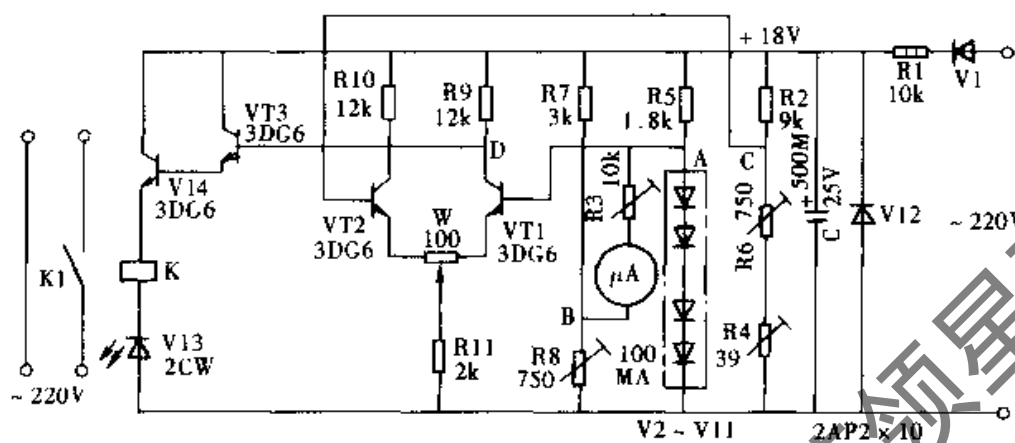 + 18V
R10
12k
R9
12k
R7
3k
R5
1.8k
R2
9k
R1
10k
V1
VT3
3DG6
D
A
C
10k
R3
V14
3DG6
VT2
3DG6
W
100
VT1
3DG6
μA
750
R6
+
500M
25V
C
V12
~ 220V
K1
K
B
V13
2CW
R11
2k
R8
750
100
MA
R4
39
~ 220V
V2 ~ V11
2AP2 × 10
领星